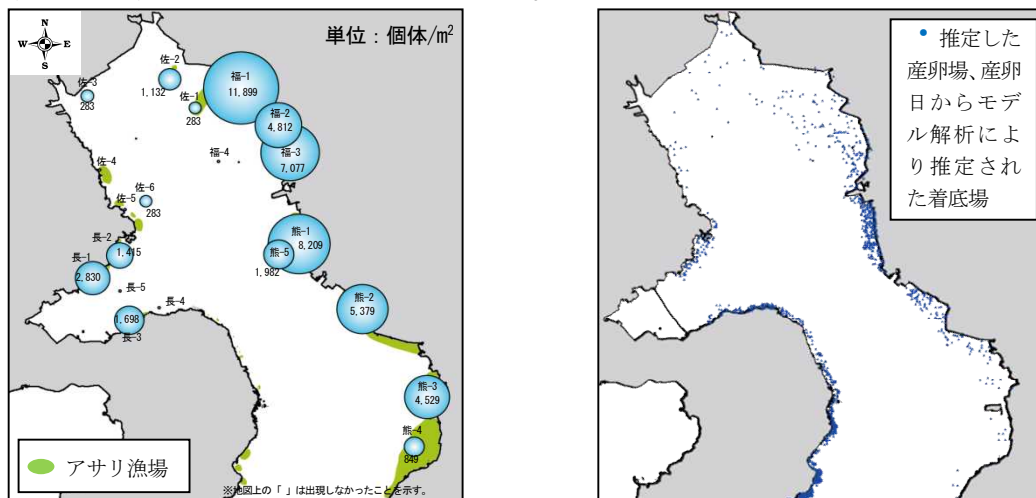 N
W E
S
単位：個体/m²
佐-3
283
佐-2
1,132
佐-1
283
福-1
11,899
福-2
4,812
福-3
7,077
福-4
佐-4
佐-5
佐-6
283
長-2
1,415
長-1
2,830
長-5
長-4
1,698
長-3
熊-1
8,209
熊-5
1,982
熊-2
5,379
熊-3
4,529
熊-4
849
アサリ漁場
※地図上の「 」は出現しなかったことを示す。
推定した
産卵場、産卵
日からモデ
ル解析によ
り推定され
た着底場